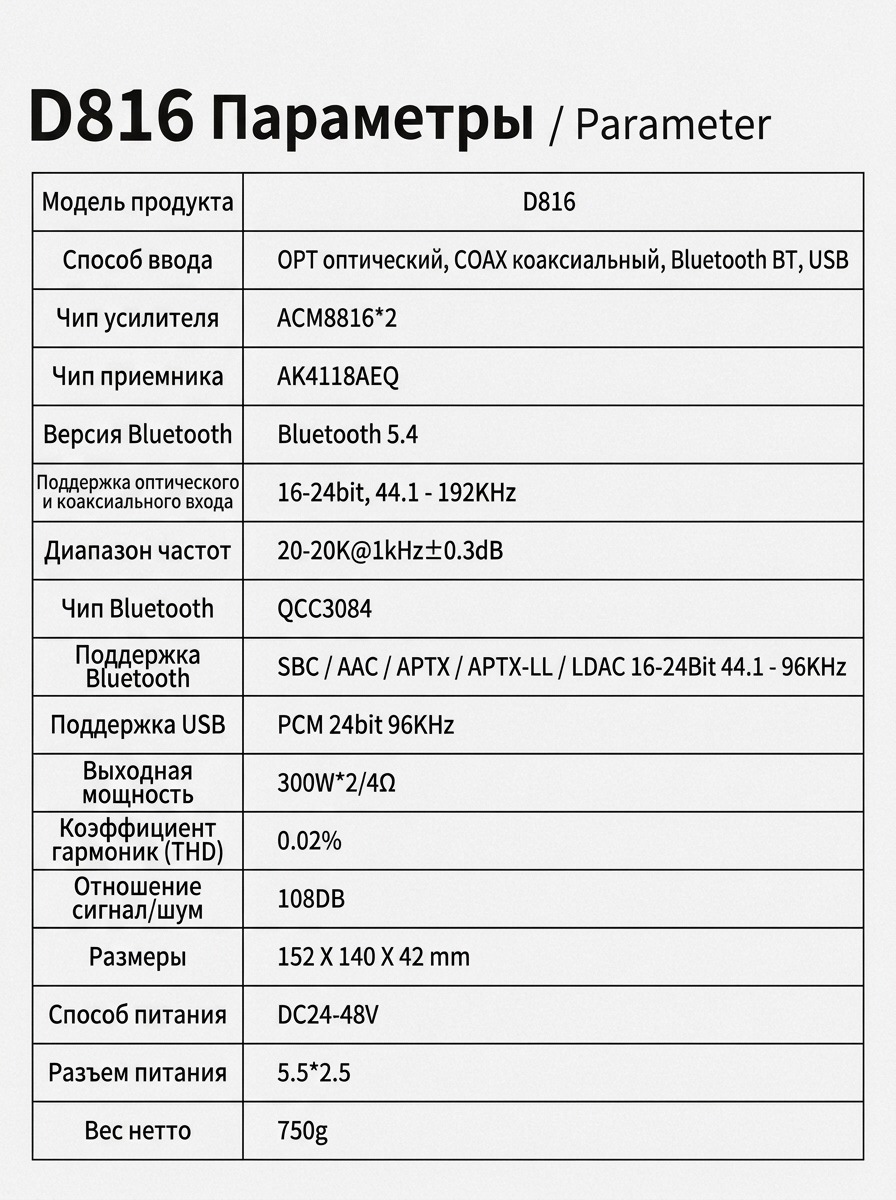 D816 Параметры / Parameter
Модель продукта D816
Способ ввода OPT оптический, COAX коаксиальный, Bluetooth BT, USB
Чип усилителя ACM8816*2
Чип приемника AK4118AEQ
Версия Bluetooth Bluetooth 5.4
Поддержка оптического
и коаксиального входа
16-24bit, 44.1 - 192KHz
Диапазон частот 20-20K@1kHz±0.3dB
Чип Bluetooth QCC3084
Поддержка
Bluetooth
SBC / AAC / APTX / APTX-LL / LDAC 16-24Bit 44.1 - 96KHz
Поддержка USB PCM 24bit 96KHz
Выходная
мощность
300W*2/4Ω
Коэффициент
гармоник (THD)
0.02%
Отношение
сигнал/шум
108DB
Размеры 152 X 140 X 42 mm
Способ питания DC24-48V
Разъем питания 5.5*2.5
Вес нетто 750g